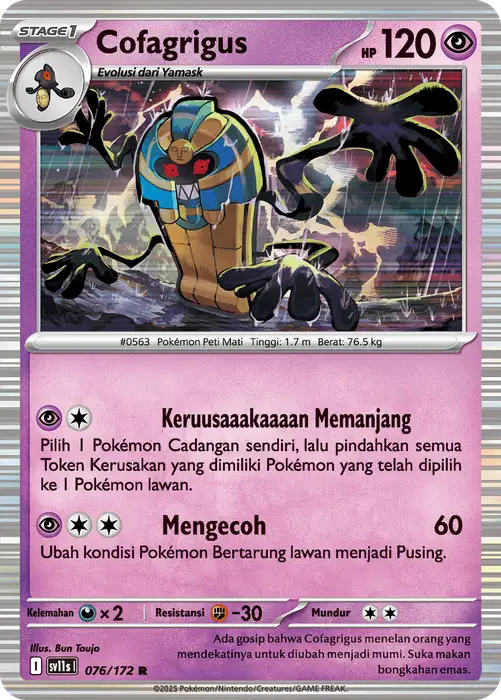 STAGE1
Cofagrigus
HP 120
Evolusi dari Yamask
#0563 Pokémon Peti Mati Tinggi: 1.7 m Berat: 76.5 kg
Keruusaaakaaaan Memanjang
Pilih 1 Pokémon Cadangan sendiri, lalu pindahkan semua
Token Kerusakan yang dimiliki Pokémon yang telah dipilih
ke 1 Pokémon lawan.
Mengecoh 60
Ubah kondisi Pokémon Bertarung lawan menjadi Pusing.
Kelemahan ×2 Resistansi -30 Mundur
Illus. Bun Toujo
I sv11s I 076/172 R
Ada gosip bahwa Cofagrigus menelan orang yang
mendekatinya untuk diubah menjadi mumi. Suka makan
bongkahan emas.
©2025 Pokémon/Nintendo/Creatures/GAME FREAK.